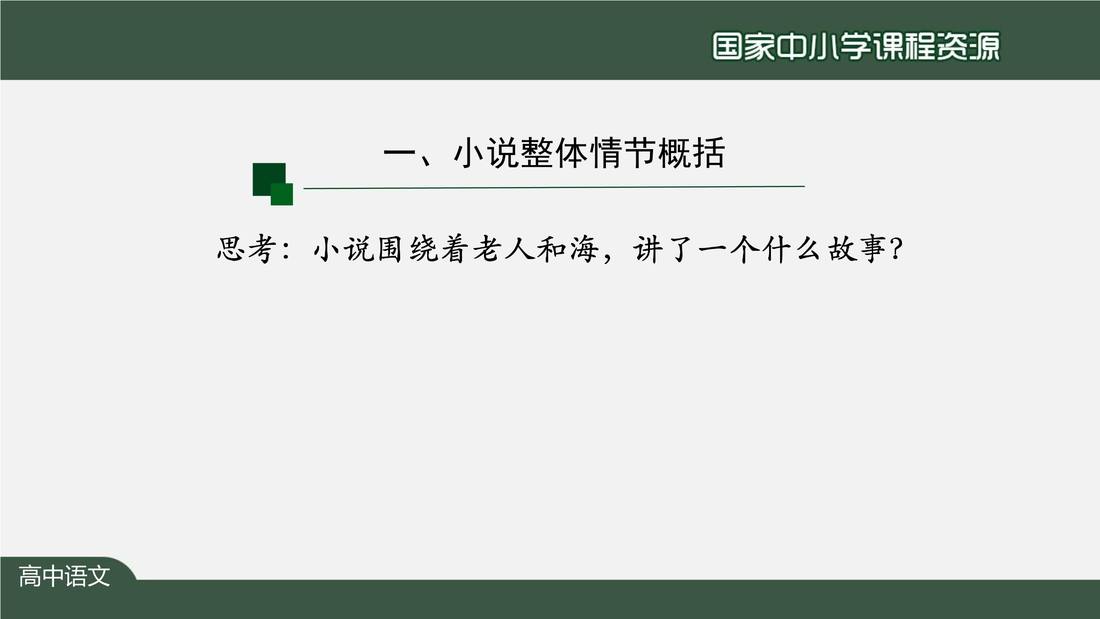 国家中小学课程资源
一、小说整体情节概括
思考：小说围绕着老人和海，讲了一个什么故事？
高中语文